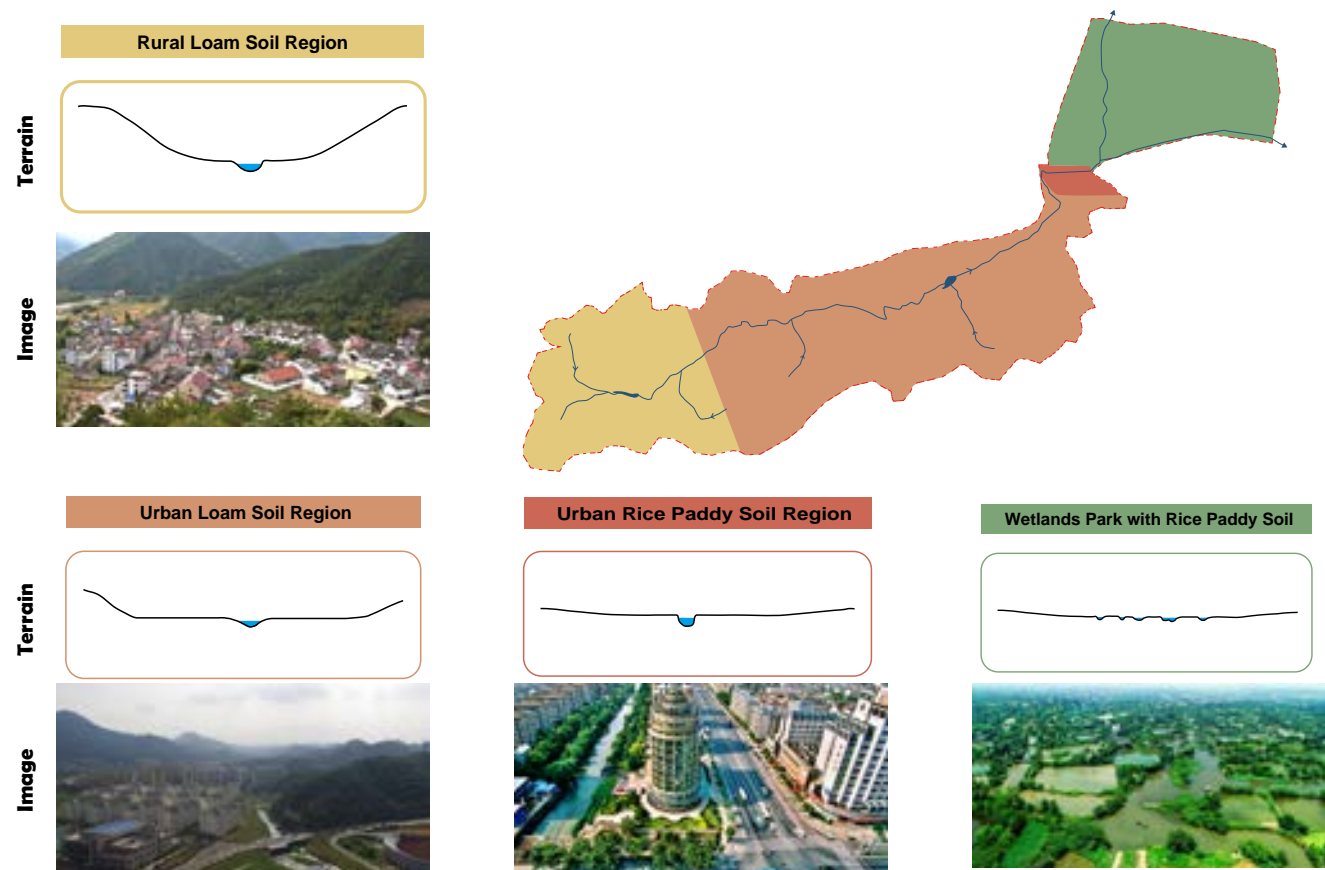 Rural Loam Soil Region
Terrain
Image
Urban Loam Soil Region
Urban Rice Paddy Soil Region
Wetlands Park with Rice Paddy Soil
Terrain
Image